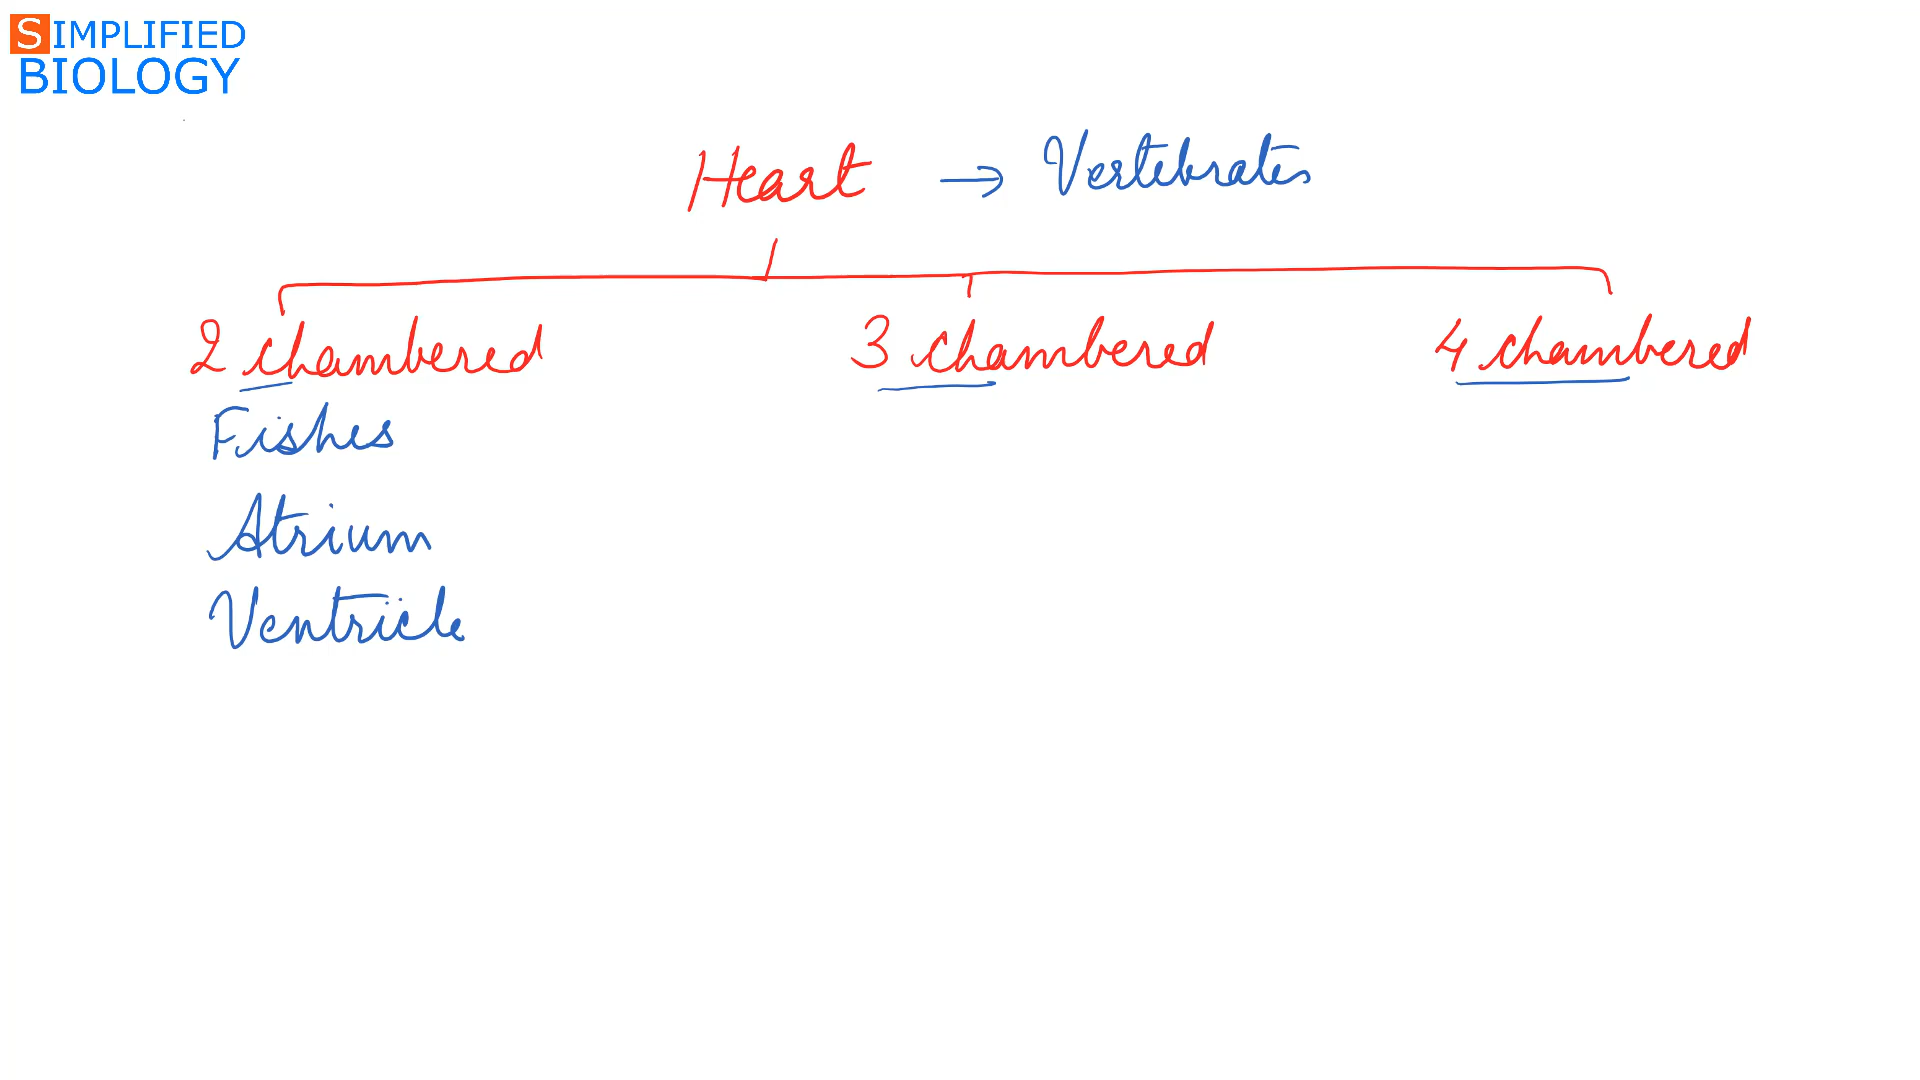 SIMPLIFIED
BIOLOGY
Heart → Vertebrates
2 chambered
3 chambered
4 chambered
Fishes
Atrium
Ventricle